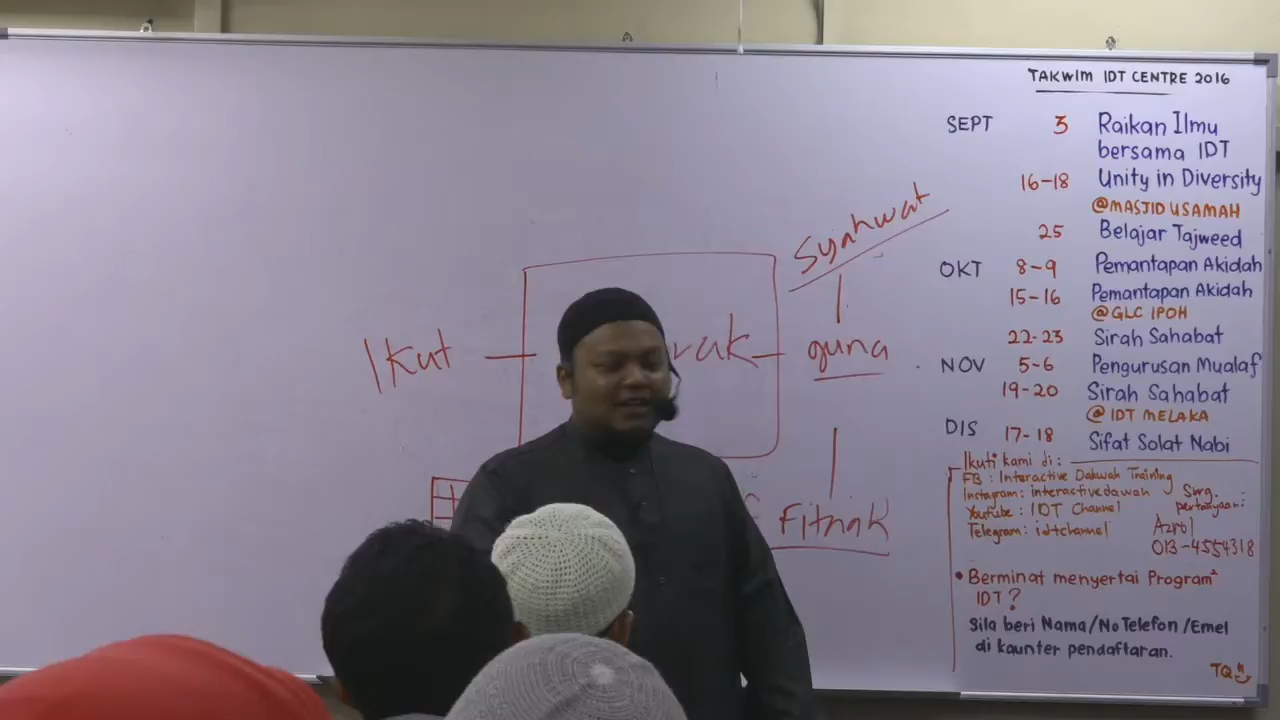 Syahwat
Ikut
guna
Fitnah
TAKWIM IDT CENTRE 2016
SEPT 3 Raikan Ilmu
bersama IDT
16-18 Unity in Diversity
@MASJID USAMAH
25 Belajar Tajweed
OKT 8-9 Pemantapan Akidah
15-16 Pemantapan Akidah
@GLC IPOH
22-23 Sirah Sahabat
NOV 5-6 Pengurusan Mualaf
19-20 Sirah Sahabat
@ IDT MELAKA
DIS 17-18 Sifat Solat Nabi
Ikuti kami di:
FB : Interactive Dakwah Training
Instagram: interactivedawah
Youtube : IDT Channel
Telegram: idtchannel
Sbrg. pertanyaan:
Azrol
013-4554318
• Berminat menyertai Program²
IDT?
Sila beri Nama/No Telefon/Emel
di kaunter pendaftaran.
TQ